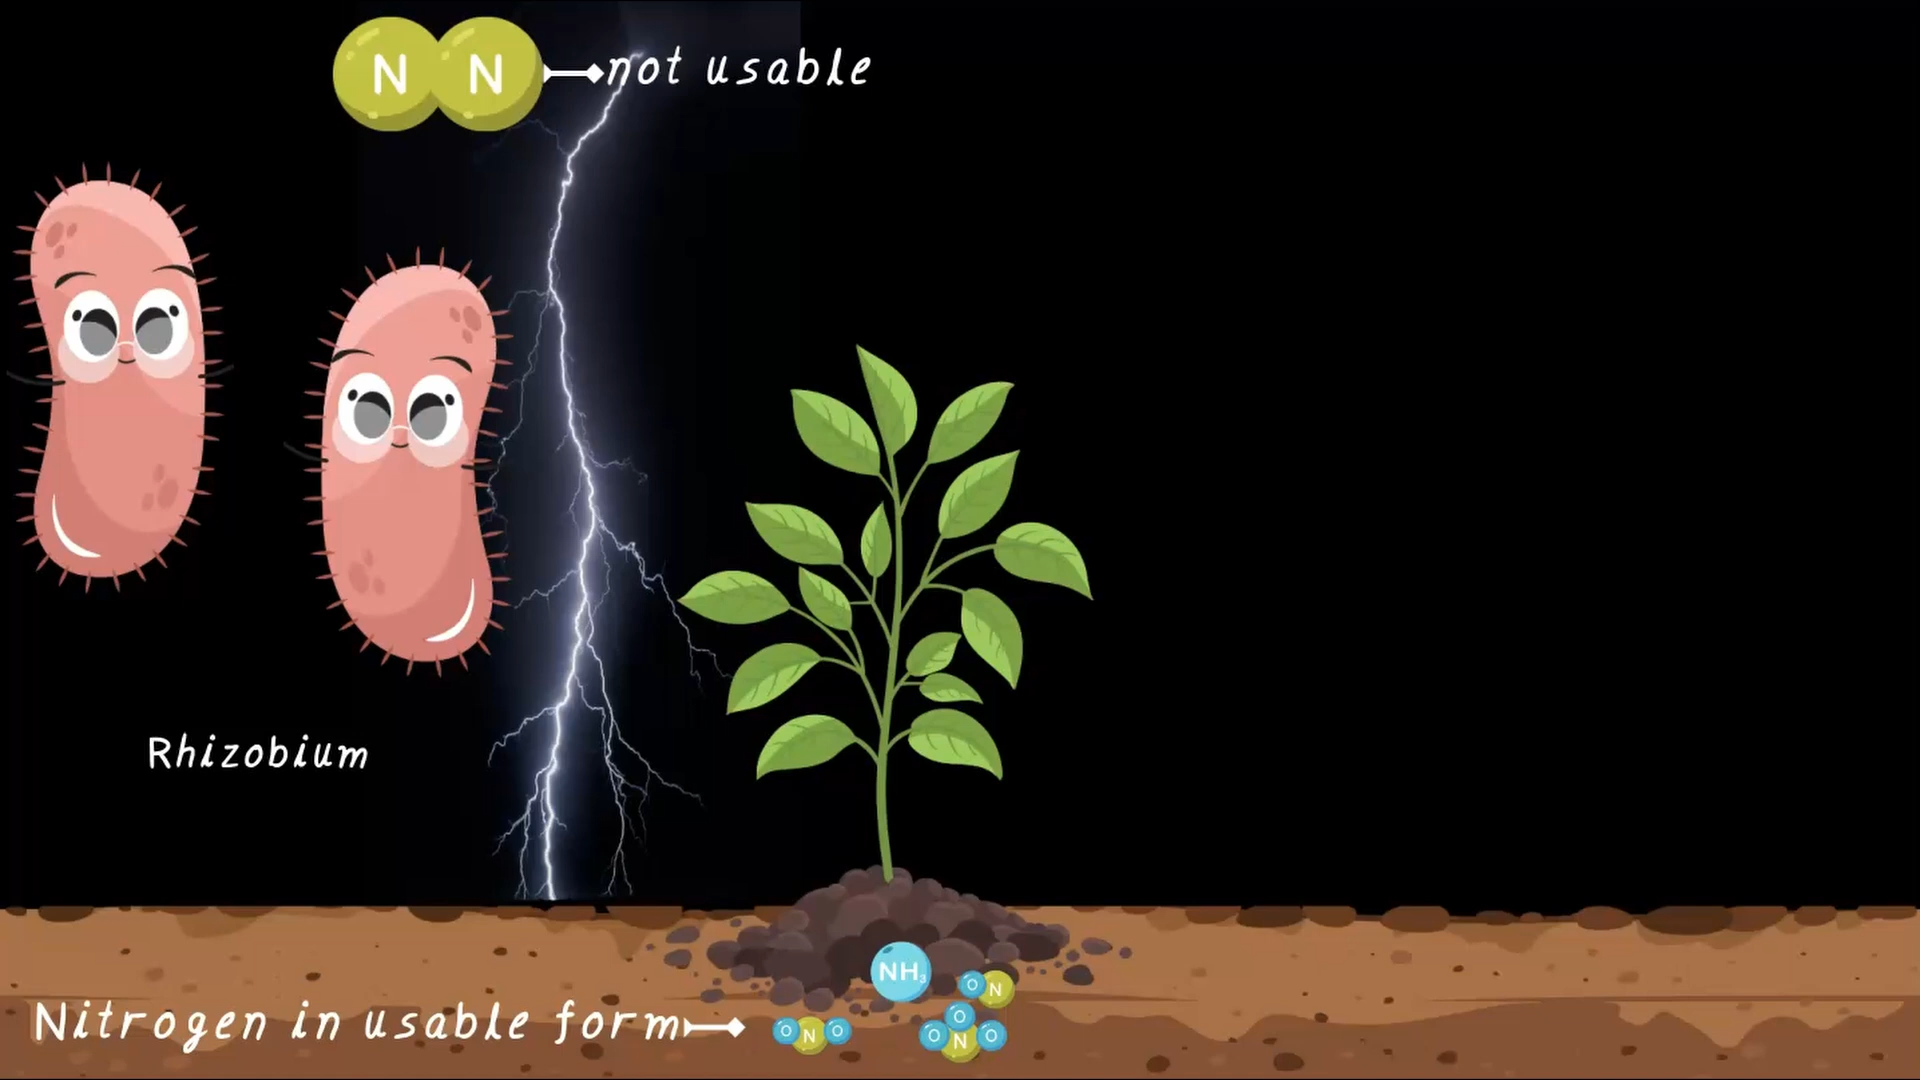 N N not usable
Rhizobium
NH₃
O N
Nitrogen in usable form O N O
O O N O